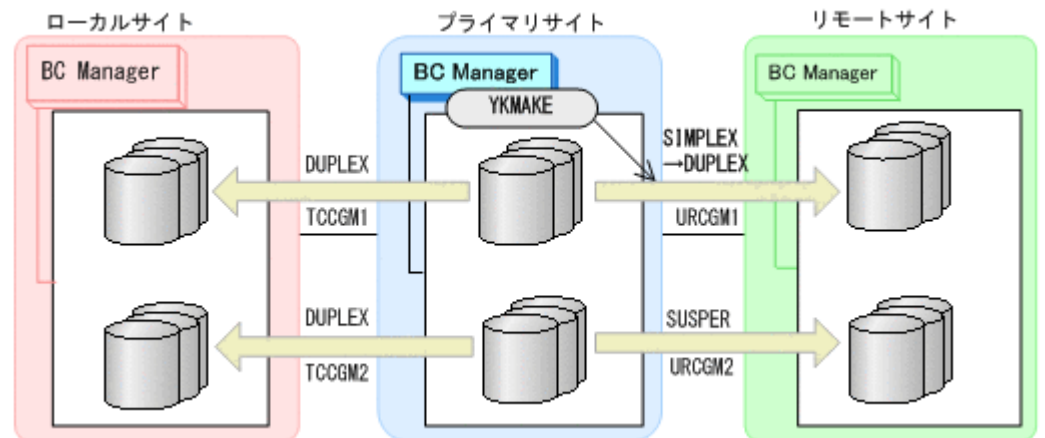 ローカルサイト
プライマリサイト
リモートサイト
BC Manager
BC Manager
BC Manager
YKMAKE
DUPLEX
SIMPLEX
→DUPLEX
TCCGM1
URCGM1
DUPLEX
SUSPER
TCCGM2
URCGM2